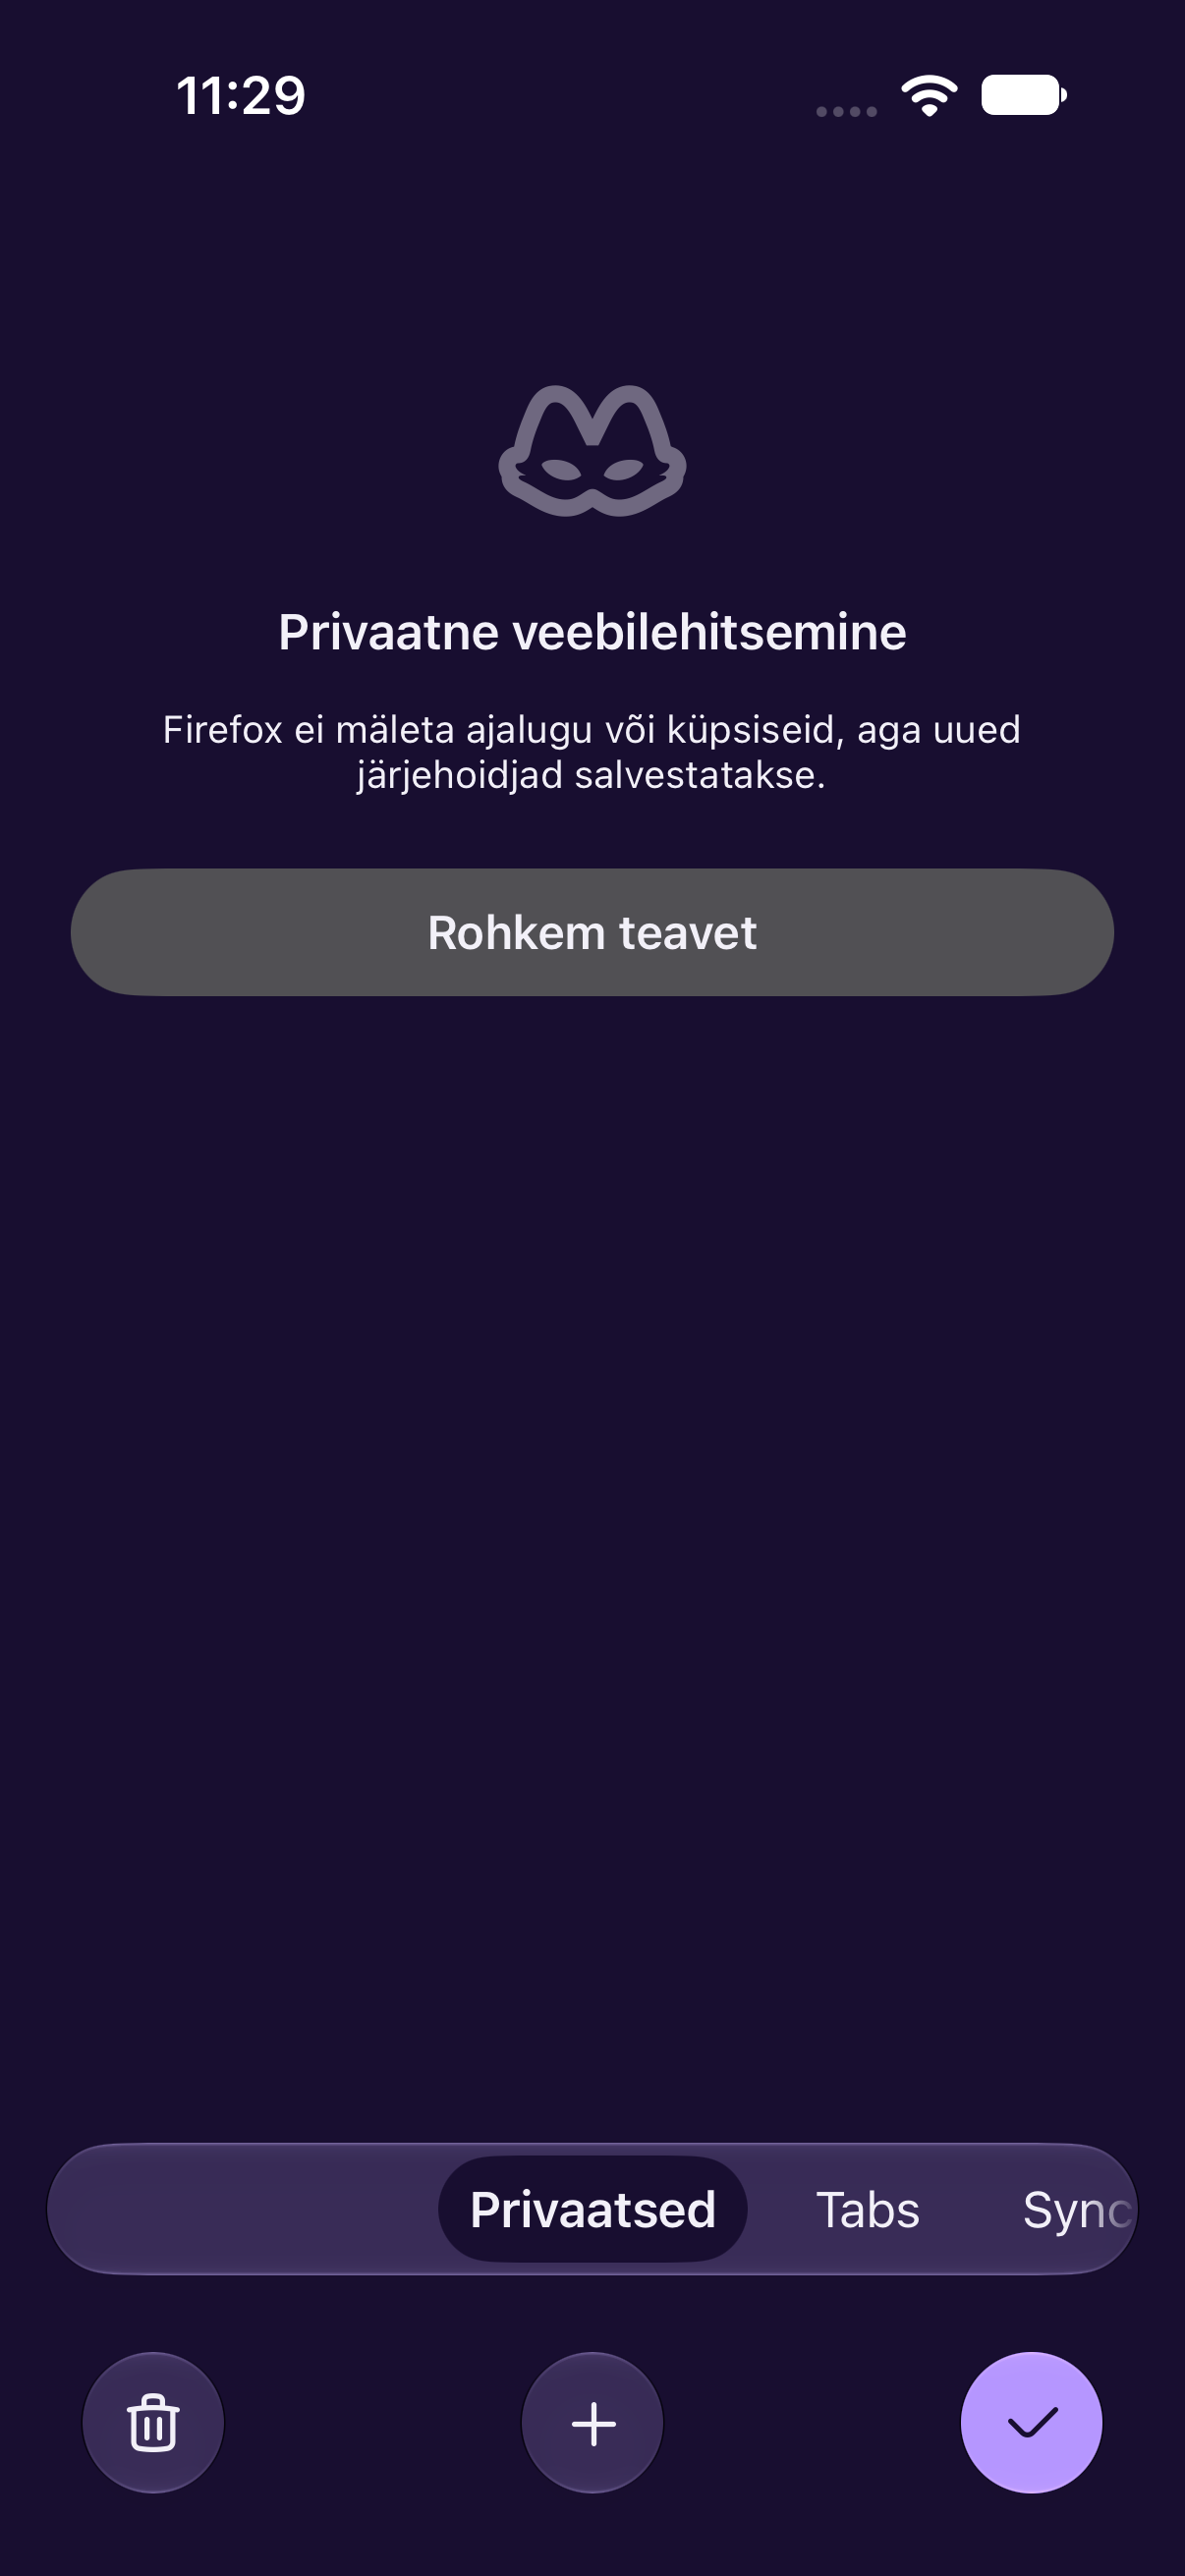 11:29
Privaatne veebilehitsemine
Firefox ei mäleta ajalugu või küpsiseid, aga uued
järjehoidjad salvestatakse.
Rohkem teavet
Privaatsed Tabs Sync